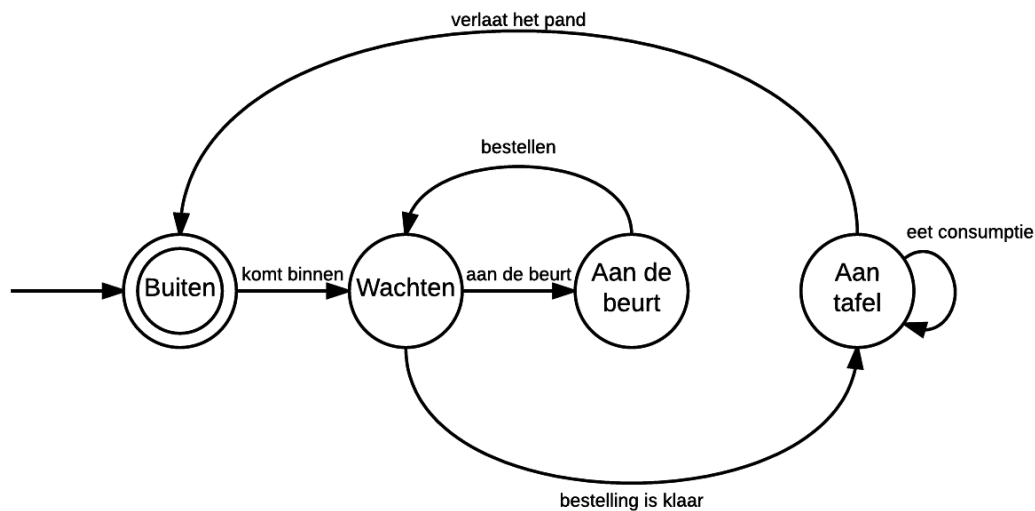 verlaat het pand
bestellen
eet consumptie
Buiten
komt binnen
Wachten
aan de beurt
Aan de
beurt
Aan
tafel
bestelling is klaar